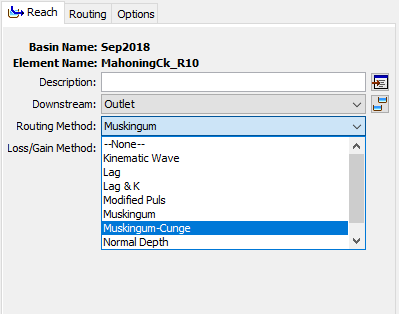 Reach Routing Options
Basin Name: Sep2018
Element Name: MahoningCk_R10
Description:
Downstream: Outlet
Routing Method: Muskingum
Loss/Gain Method: --None--
Kinematic Wave
Lag
Lag & K
Modified Puls
Muskingum
Muskingum-Cunge
Normal Depth